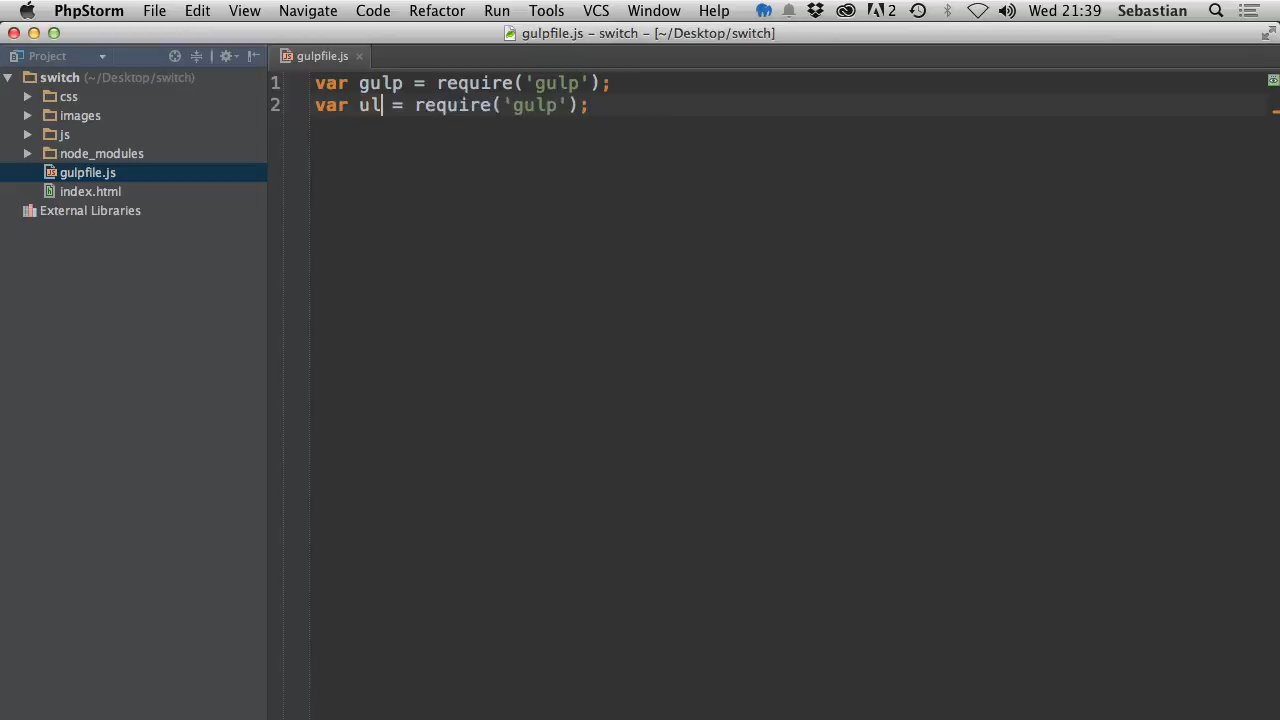 PhpStorm File Edit View Navigate Code Refactor Run Tools VCS Window Help 2 Wed 21:39 Sebastian
gulpfile.js – switch – [~/Desktop/switch]
Project
gulpfile.js
switch (~/Desktop/switch)
css
images
js
node_modules
gulpfile.js
index.html
External Libraries
1 var gulp = require('gulp');
2 var ul = require('gulp');